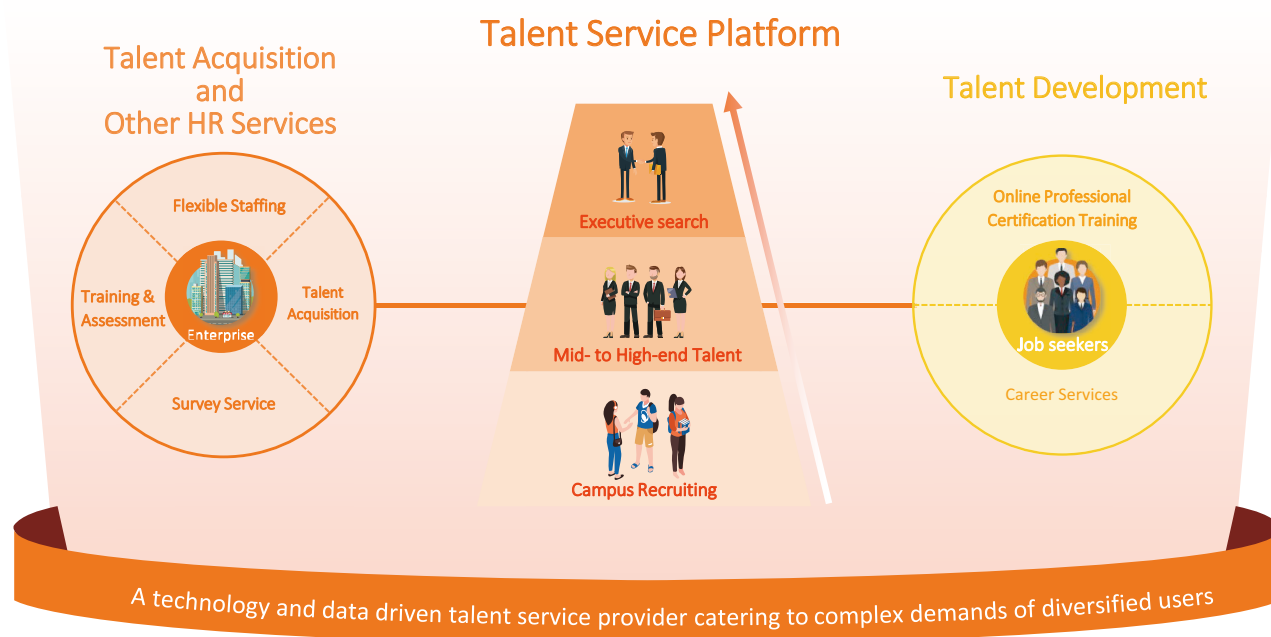 Talent Service Platform
Talent Acquisition
and
Other HR Services
Talent Development
Flexible Staffing
Training &
Assessment
Talent
Acquisition
Enterprise
Survey Service
Executive search
Mid- to High-end Talent
Campus Recruiting
Online Professional
Certification Training
Job seekers
Career Services
A technology and data driven talent service provider catering to complex demands of diversified users